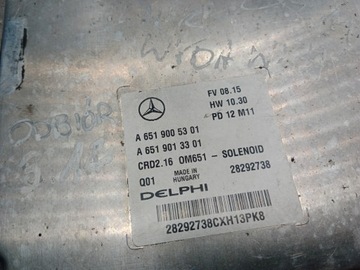 FV 08.15
HW 10.30
PD 12 M11
A 651 900 53 01
A 651 901 33 01
CRD2.16 OM651 - SOLENOID
Q01 MADE IN HUNGARY 28292738
DELPHI
28292738CXH13PK8